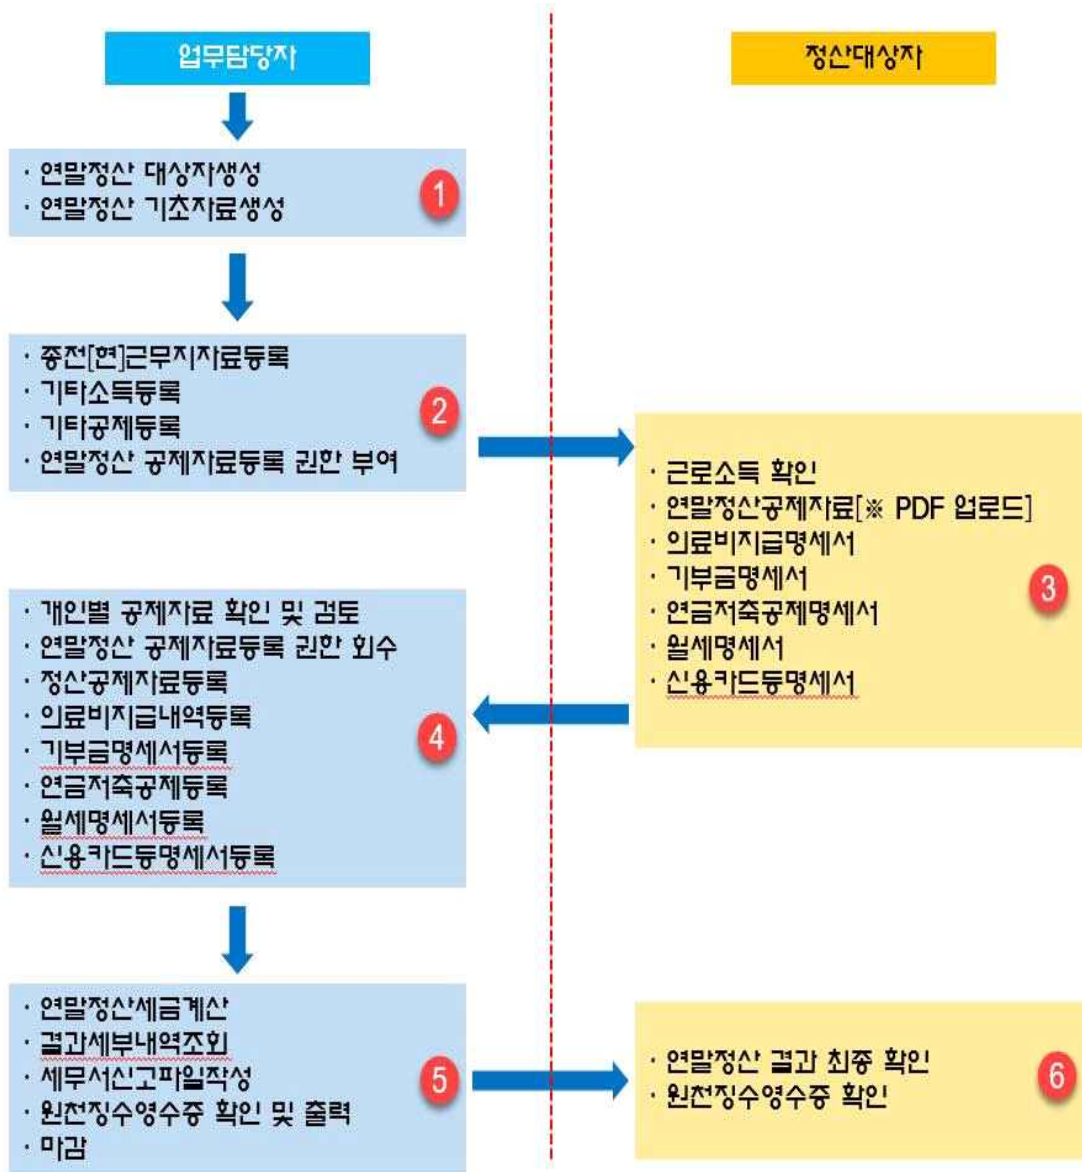 업무담당자
정산대상자
· 연말정산 대상자생성
· 연말정산 기초자료생성
1
· 종전[현]근무지자료등록
· 기타소득등록
· 기타공제등록
· 연말정산 공제자료등록 권한 부여
2
· 근로소득 확인
· 연말정산공제자료[※ PDF 업로드]
· 의료비지급명세서
· 기부금명세서
· 연금저축공제명세서
· 월세명세서
· 신용카드등명세서
3
· 개인별 공제자료 확인 및 검토
· 연말정산 공제자료등록 권한 회수
· 정산공제자료등록
· 의료비지급내역등록
· 기부금명세서등록
· 연금저축공제등록
· 월세명세서등록
· 신용카드등명세서등록
4
· 연말정산세금계산
· 결과세부내역조회
· 세무서신고파일작성
· 원천징수영수증 확인 및 출력
· 마감
5
· 연말정산 결과 최종 확인
· 원천징수영수증 확인
6